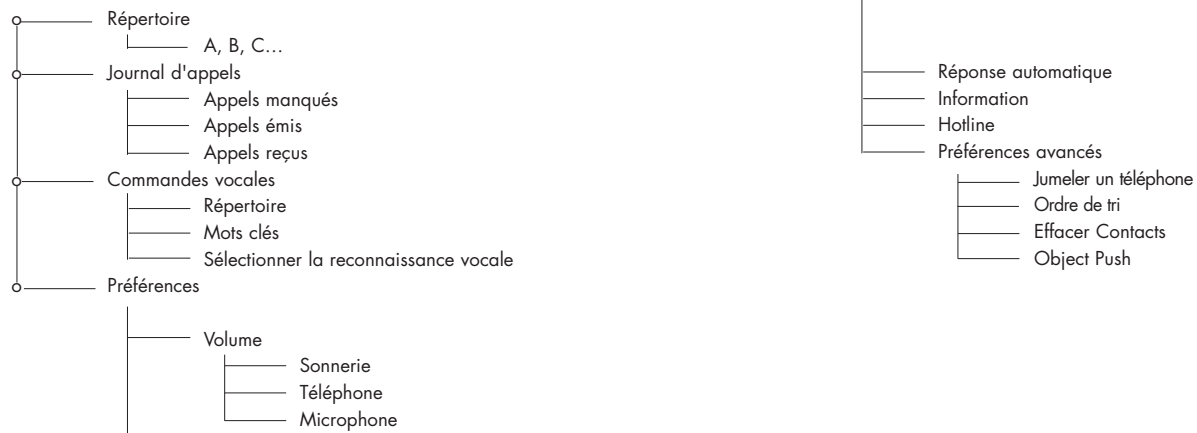 Répertoire
A, B, C…
Journal d'appels
Appels manqués
Appels émis
Appels reçus
Commandes vocales
Répertoire
Mots clés
Sélectionner la reconnaissance vocale
Préférences
Volume
Sonnerie
Téléphone
Microphone
Réponse automatique
Information
Hotline
Préférences avancés
Jumeler un téléphone
Ordre de tri
Effacer Contacts
Object Push